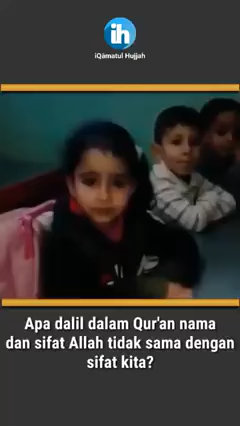 ih
iQāmatul Hujjah
Apa dalil dalam Qur'an nama
dan sifat Allah tidak sama dengan
sifat kita?